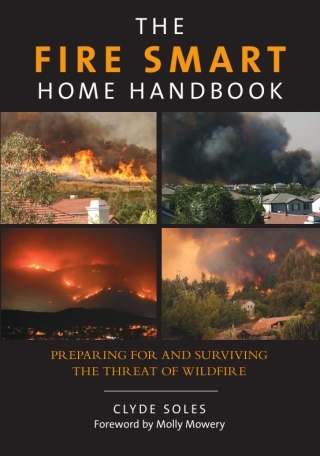 THE
FIRE SMART
HOME HANDBOOK
PREPARING FOR AND SURVIVING
THE THREAT OF WILDFIRE
CLYDE SOLES
Foreword by Molly Mowery